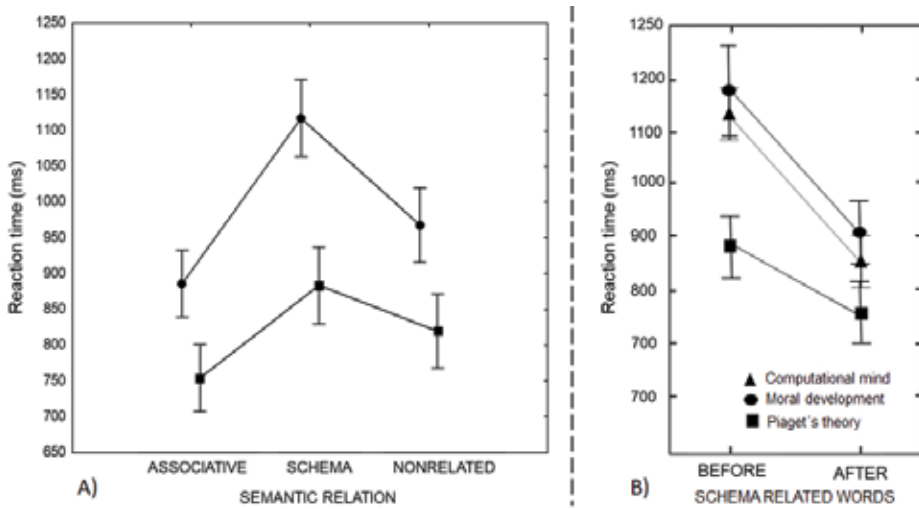 1250
1200
1150
1100
1050
1000
950
900
850
800
750
700
650
Reaction time (ms)
ASSOCIATIVE SCHEMA NONRELATED
A)
SEMANTIC RELATION
1250
1200
1100
1000
900
800
700
700
Reaction time (ms)
Computational mind
Moral development
Piaget´s theory
BEFORE AFTER
B)
SCHEMA RELATED WORDS